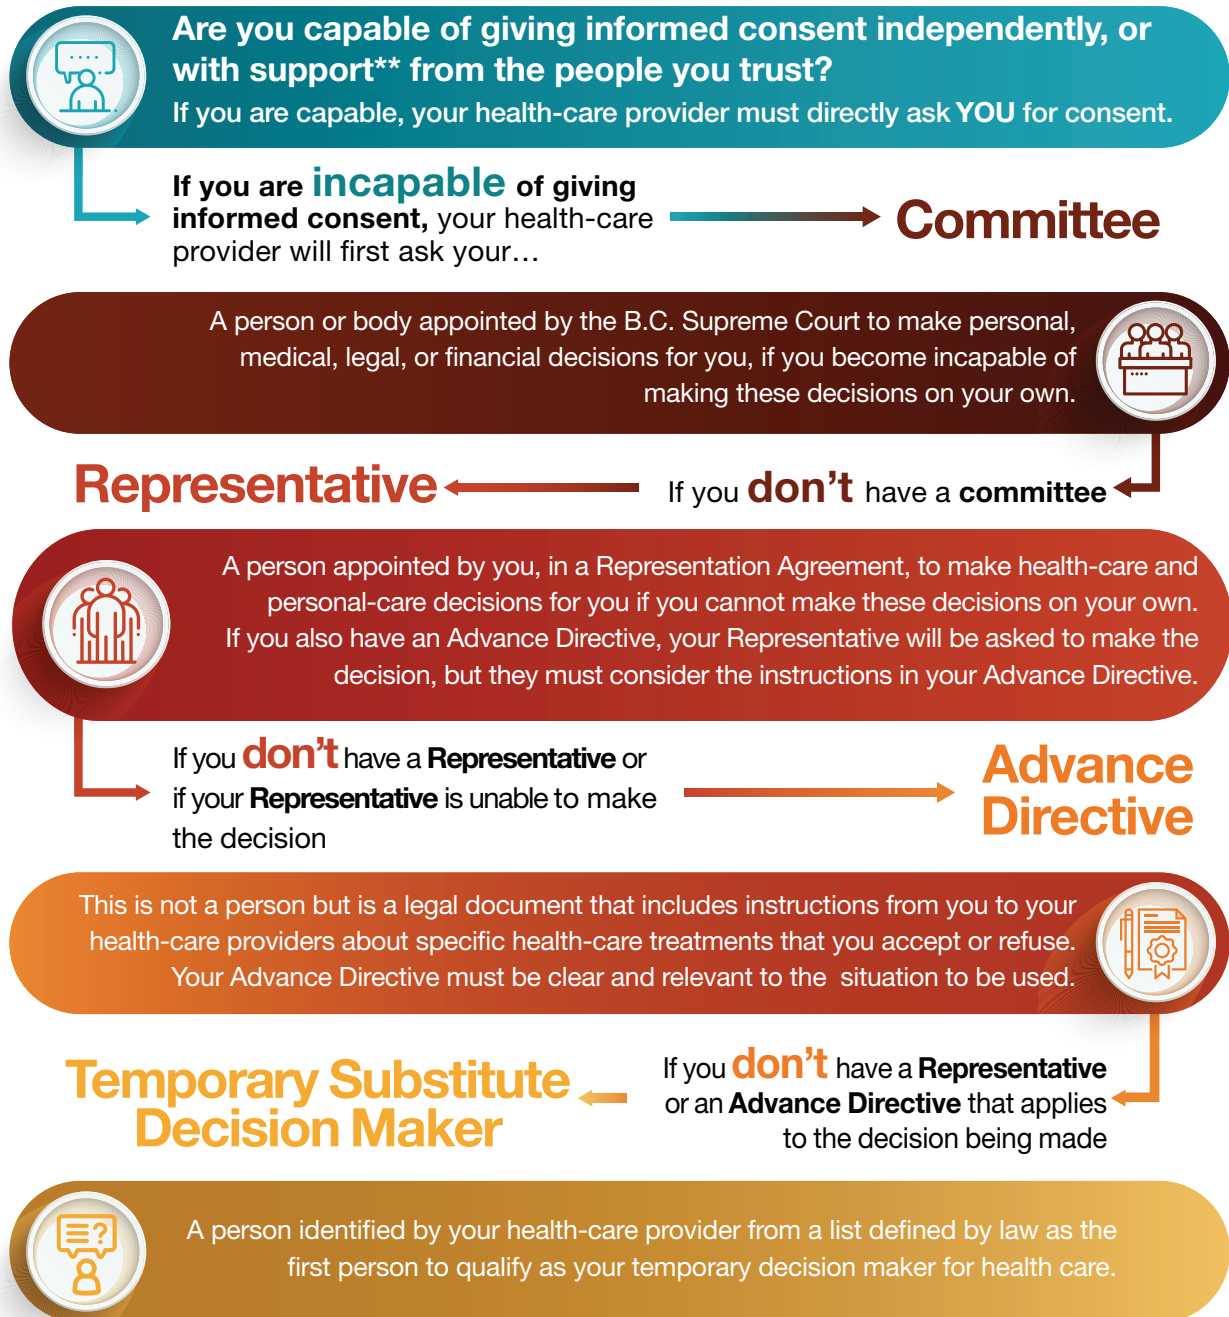 Are you capable of giving informed consent independently, or
with support** from the people you trust?
If you are capable, your health-care provider must directly ask YOU for consent.
If you are incapable of giving
informed consent, your health-care
provider will first ask your...
Committee
A person or body appointed by the B.C. Supreme Court to make personal,
medical, legal, or financial decisions for you, if you become incapable of
making these decisions on your own.
If you don't have a committee
Representative
A person appointed by you, in a Representation Agreement, to make health-care and
personal-care decisions for you if you cannot make these decisions on your own.
If you also have an Advance Directive, your Representative will be asked to make the
decision, but they must consider the instructions in your Advance Directive.
If you don't have a Representative or
if your Representative is unable to make
the decision
Advance
Directive
This is not a person but is a legal document that includes instructions from you to your
health-care providers about specific health-care treatments that you accept or refuse.
Your Advance Directive must be clear and relevant to the situation to be used.
If you don't have a Representative
or an Advance Directive that applies
to the decision being made
Temporary Substitute
Decision Maker
A person identified by your health-care provider from a list defined by law as the
first person to qualify as your temporary decision maker for health care.